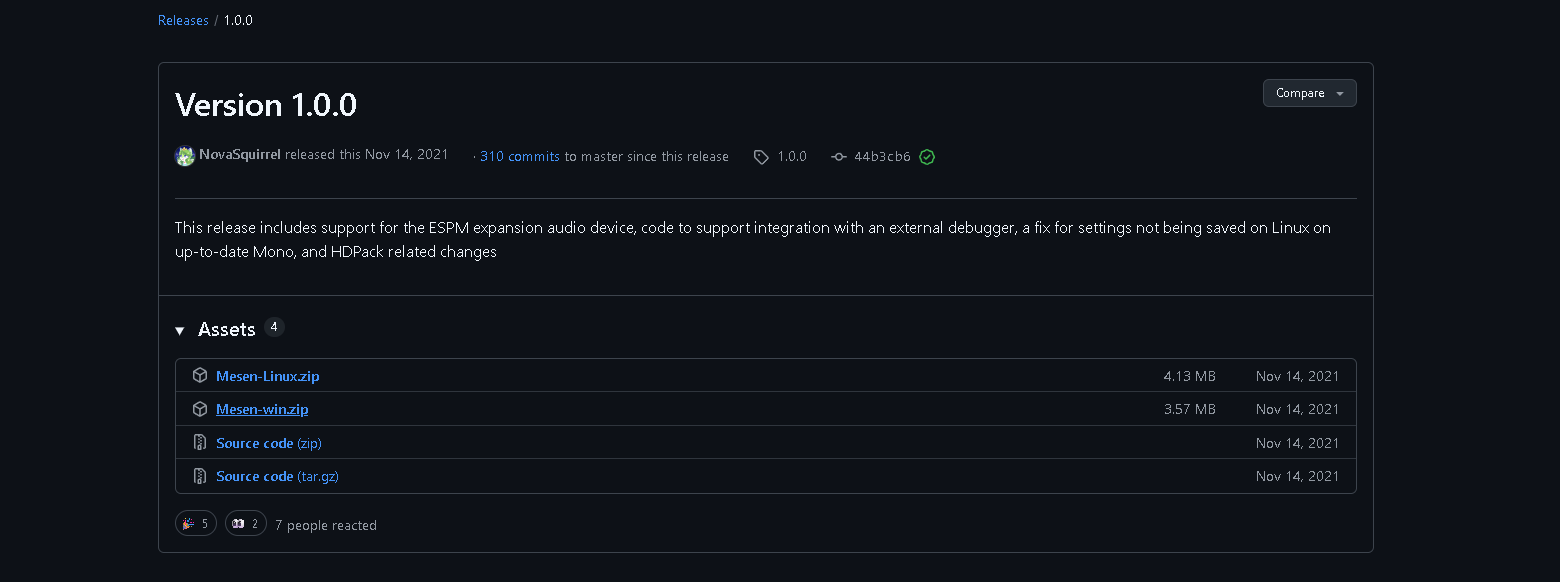 Releases / 1.0.0
Version 1.0.0
Compare
NovaSquirrel released this Nov 14, 2021 · 310 commits to master since this release 1.0.0 44b3cb6
This release includes support for the ESPM expansion audio device, code to support integration with an external debugger, a fix for settings not being saved on Linux on
up-to-date Mono, and HDPack related changes
Assets 4
Mesen-Linux.zip 4.13 MB Nov 14, 2021
Mesen-win.zip 3.57 MB Nov 14, 2021
Source code (zip) Nov 14, 2021
Source code (tar.gz) Nov 14, 2021
5 2 7 people reacted